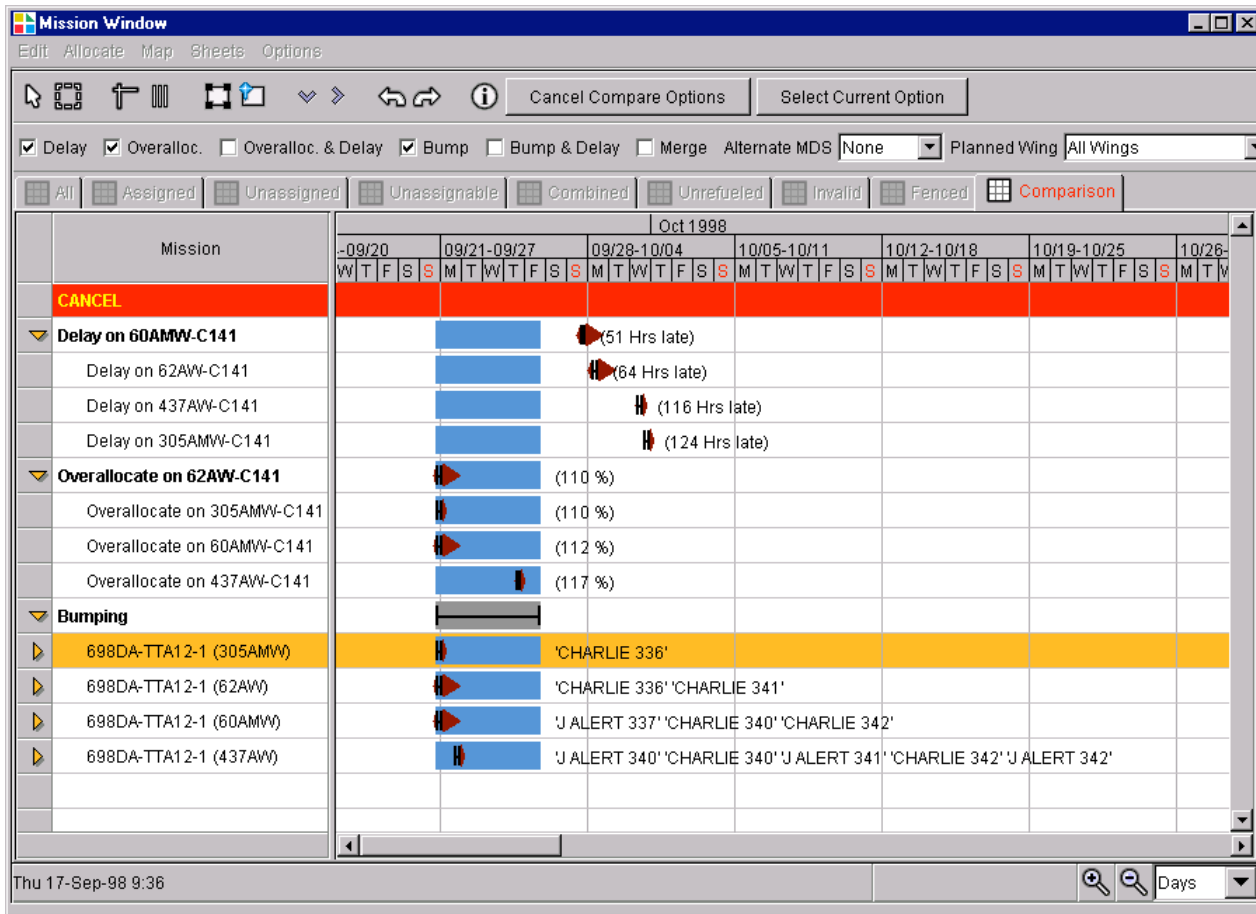 Mission Window
Edit Allocate Map Sheets Options
Cancel Compare Options Select Current Option
Delay Overalloc. Overalloc. & Delay Bump Bump & Delay Merge Alternate MDS None Planned Wing All Wings
All Assigned Unassigned Unassignable Combined Unrefueled Invalid Fenced Comparison
Oct 1998
Mission
-09/20 09/21-09/27 09/28-10/04 10/05-10/11 10/12-10/18 10/19-10/25 10/26-
W T F S S M T W T F S S M T W T F S S M T W T F S S M T W T F S S M T W T F S S M T W
CANCEL
Delay on 60AMW-C141 (51 Hrs late)
Delay on 62AW-C141 (64 Hrs late)
Delay on 437AW-C141 (116 Hrs late)
Delay on 305AMW-C141 (124 Hrs late)
Overallocate on 62AW-C141 (110 %)
Overallocate on 305AMW-C141 (110 %)
Overallocate on 60AMW-C141 (112 %)
Overallocate on 437AW-C141 (117 %)
Bumping
698DA-TTA12-1 (305AMW) 'CHARLIE 336'
698DA-TTA12-1 (62AW) 'CHARLIE 336' 'CHARLIE 341'
698DA-TTA12-1 (60AMW) 'J ALERT 337' 'CHARLIE 340' 'CHARLIE 342'
698DA-TTA12-1 (437AW) 'J ALERT 340' 'CHARLIE 340' 'J ALERT 341' 'CHARLIE 342' 'J ALERT 342'
Thu 17-Sep-98 9:36 Days